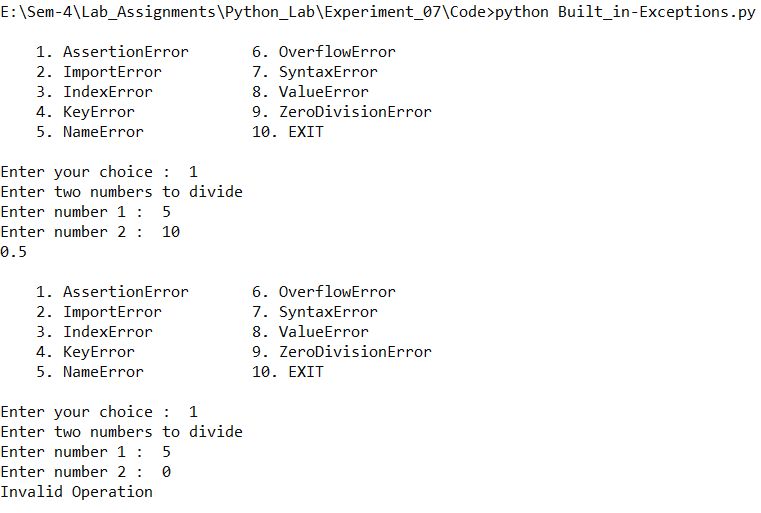 E:\Sem-4\Lab_Assignments\Python_Lab\Experiment_07\Code>python Built_in-Exceptions.py
1. AssertionError 6. OverflowError
2. ImportError 7. SyntaxError
3. IndexError 8. ValueError
4. KeyError 9. ZeroDivisionError
5. NameError 10. EXIT
Enter your choice :  1
Enter two numbers to divide
Enter number 1 :  5
Enter number 2 :  10
0.5
1. AssertionError 6. OverflowError
2. ImportError 7. SyntaxError
3. IndexError 8. ValueError
4. KeyError 9. ZeroDivisionError
5. NameError 10. EXIT
Enter your choice :  1
Enter two numbers to divide
Enter number 1 :  5
Enter number 2 :  0
Invalid Operation